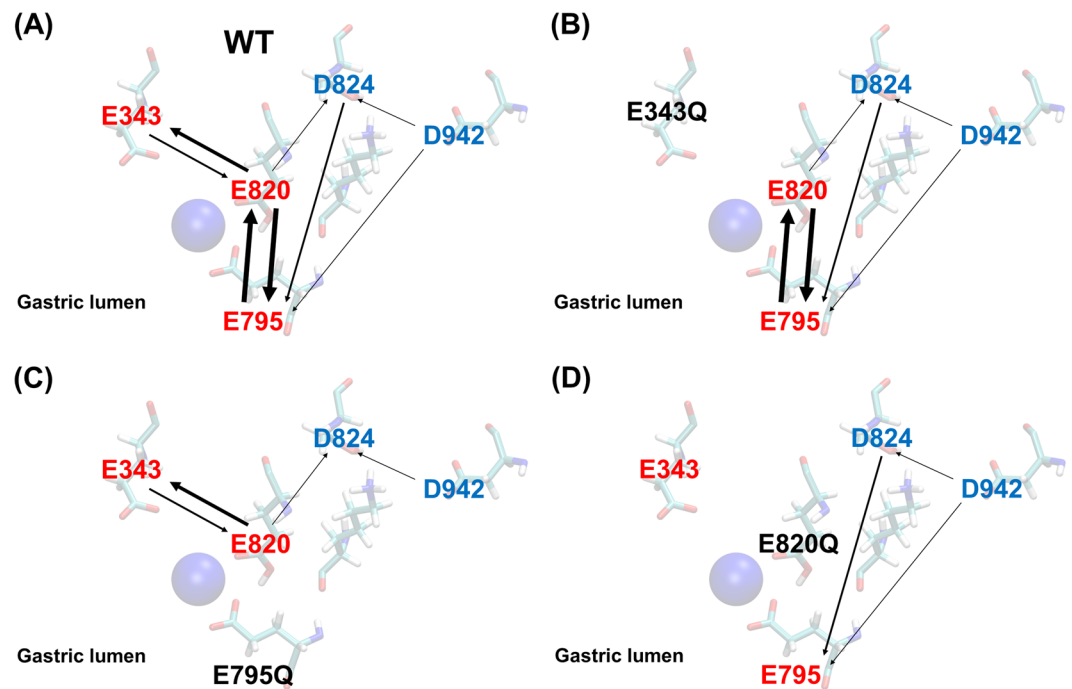 (A)
WT
D824
E343
D942
E820
Gastric lumen
E795
(B)
D824
E343Q
D942
E820
Gastric lumen
E795
(C)
D824
E343
D942
E820
Gastric lumen
E795Q
(D)
D824
E343
D942
E820Q
Gastric lumen
E795